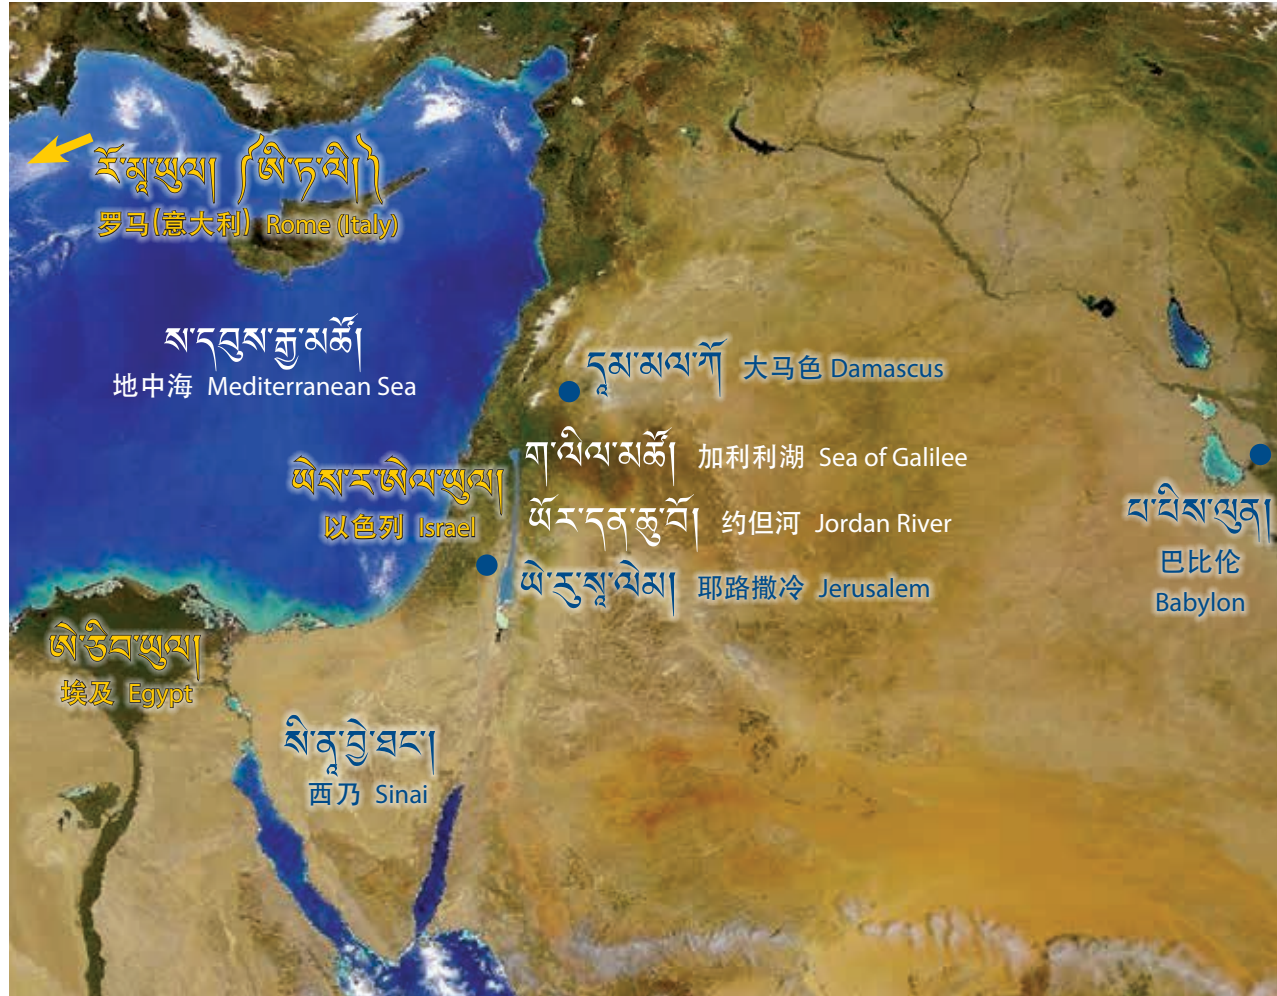 རོ་མཱ་ཡུལ། (ཨི་ཏ་ལི།)
罗马(意大利) Rome (Italy)
ས་དབུས་རྒྱ་མཚོ།
地中海 Mediterranean Sea
དཱམ་མལ་ཀོ 大马色 Damascus
ག་ལིལ་མཚོ། 加利利湖 Sea of Galilee
ཡེས་ར་ཨེལ་ཡུལ།
以色列 Israel
ཡོར་དན་ཆུ་བོ། 约但河 Jordan River
པ་པིས་ལུན།
巴比伦
Babylon
ཡེ་རུ་སཱ་ལེམ། 耶路撒冷 Jerusalem
ཨེ་ཅིབ་ཡུལ།
埃及 Egypt
སི་ནཱ་བྱེ་ཐང་།
西乃 Sinai